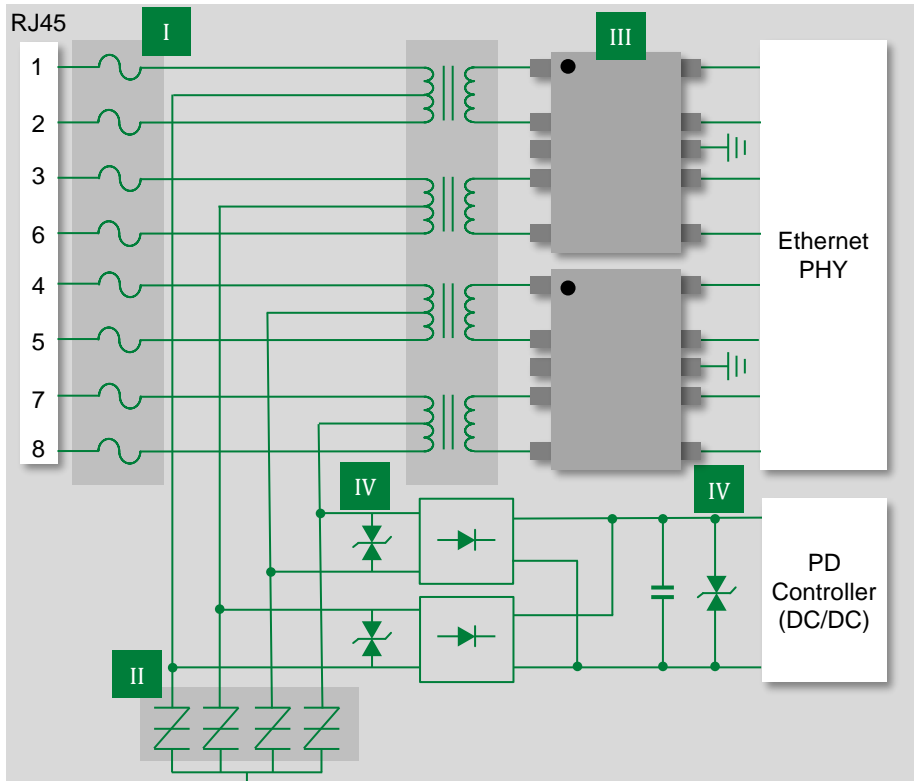 RJ45
I
III
1
2
3
6
4
5
7
8
Ethernet
PHY
IV
IV
PD
Controller
(DC/DC)
II